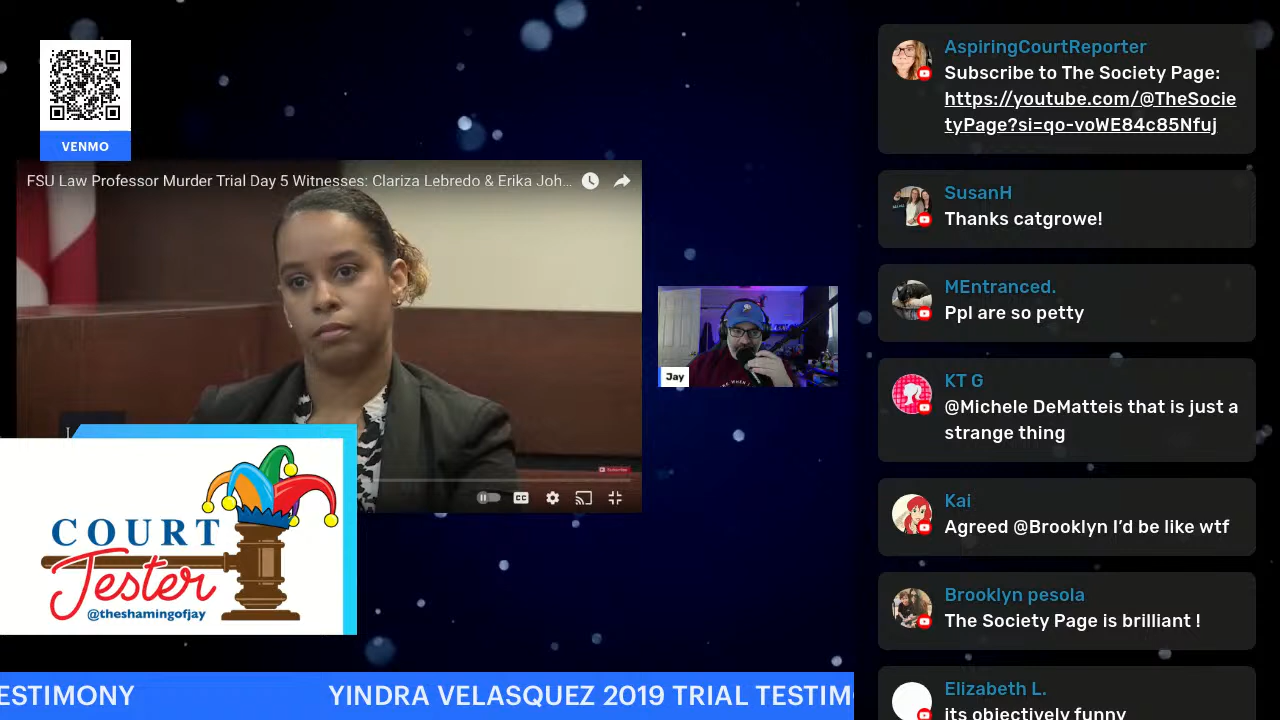 VENMO
FSU Law Professor Murder Trial Day 5 Witnesses: Clariza Lebredo & Erika Joh...
CC
Jay
COURT
Jester
@theshamingofjay
ESTIMONY
YINDRA VELASQUEZ 2019 TRIAL TESTIM
AspiringCourtReporter
Subscribe to The Society Page:
https://youtube.com/@TheSocie
tyPage?si=qo-voWE84c85Nfuj
SusanH
Thanks catgrowe!
MEntranced.
Ppl are so petty
KT G
@Michele DeMatteis that is just a
strange thing
Kai
Agreed @Brooklyn I’d be like wtf
Brooklyn pesola
The Society Page is brilliant !
Elizabeth L.
its objectively funny